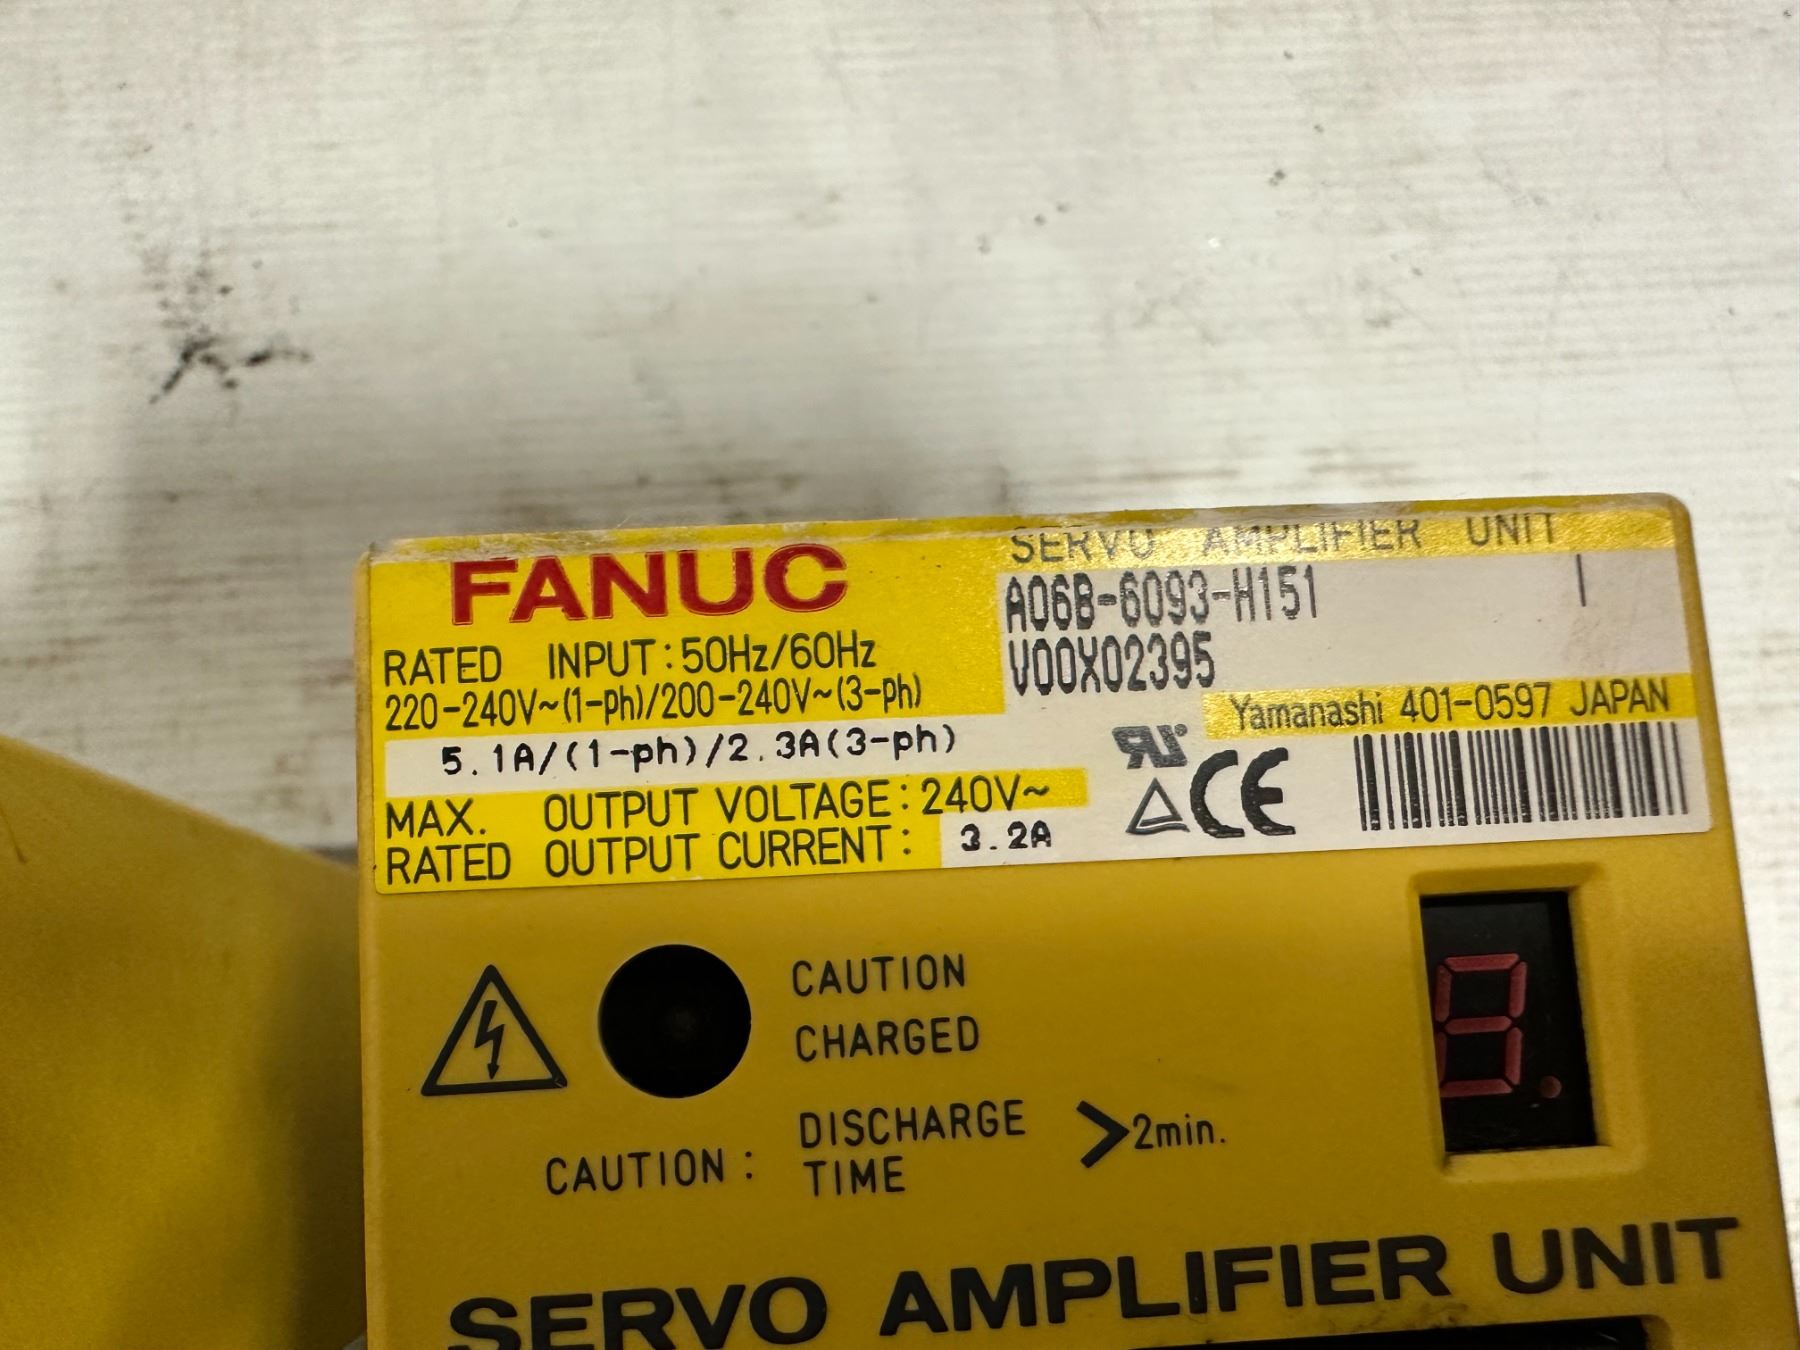 FANUC
SERVO AMPLIFIER UNIT
A06B-6093-H151 I
V00X02395
RATED INPUT:50Hz/60Hz
220-240V~(1-ph)/200-240V~(3-ph)
5.1A/(1-ph)/2.3A(3-ph)
MAX. OUTPUT VOLTAGE:240V~
RATED OUTPUT CURRENT: 3.2A
Yamanashi 401-0597 JAPAN
CE
CAUTION
CHARGED
8.
CAUTION: DISCHARGE TIME >2min.
SERVO AMPLIFIER UNIT